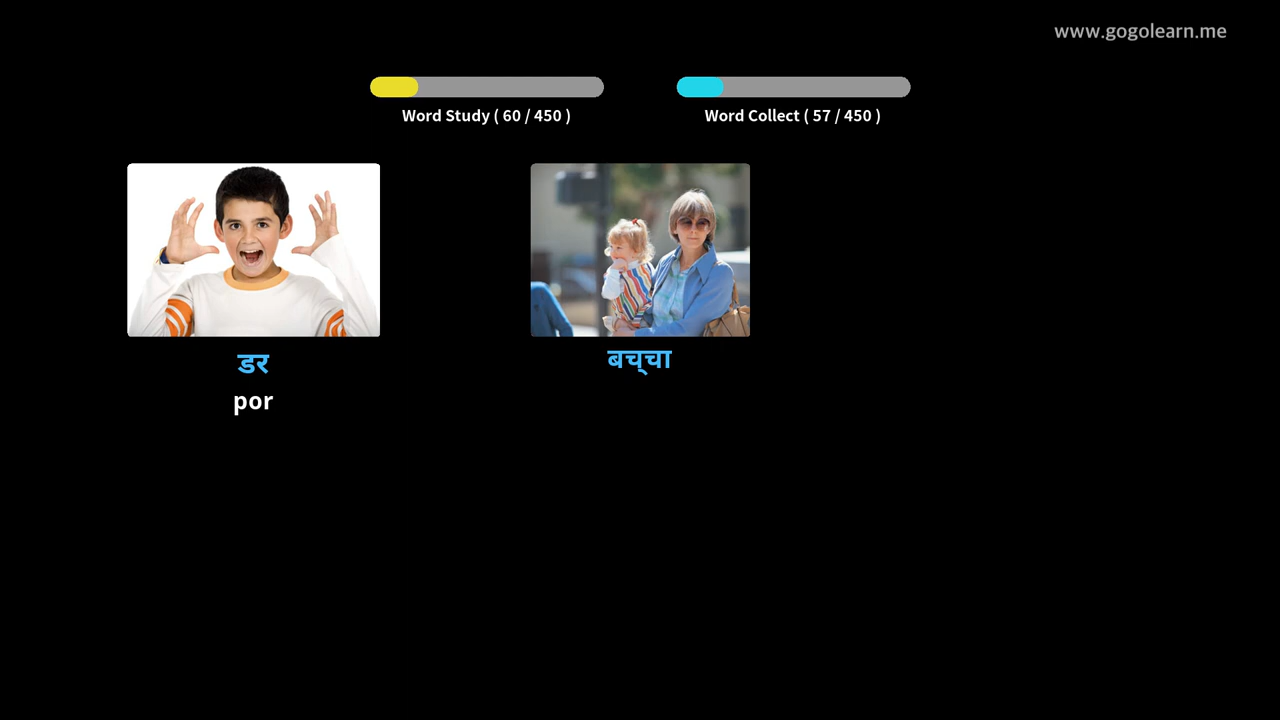 www.gogolearn.me
Word Study ( 60 / 450 )
Word Collect ( 57 / 450 )
डर
por
बच्चा